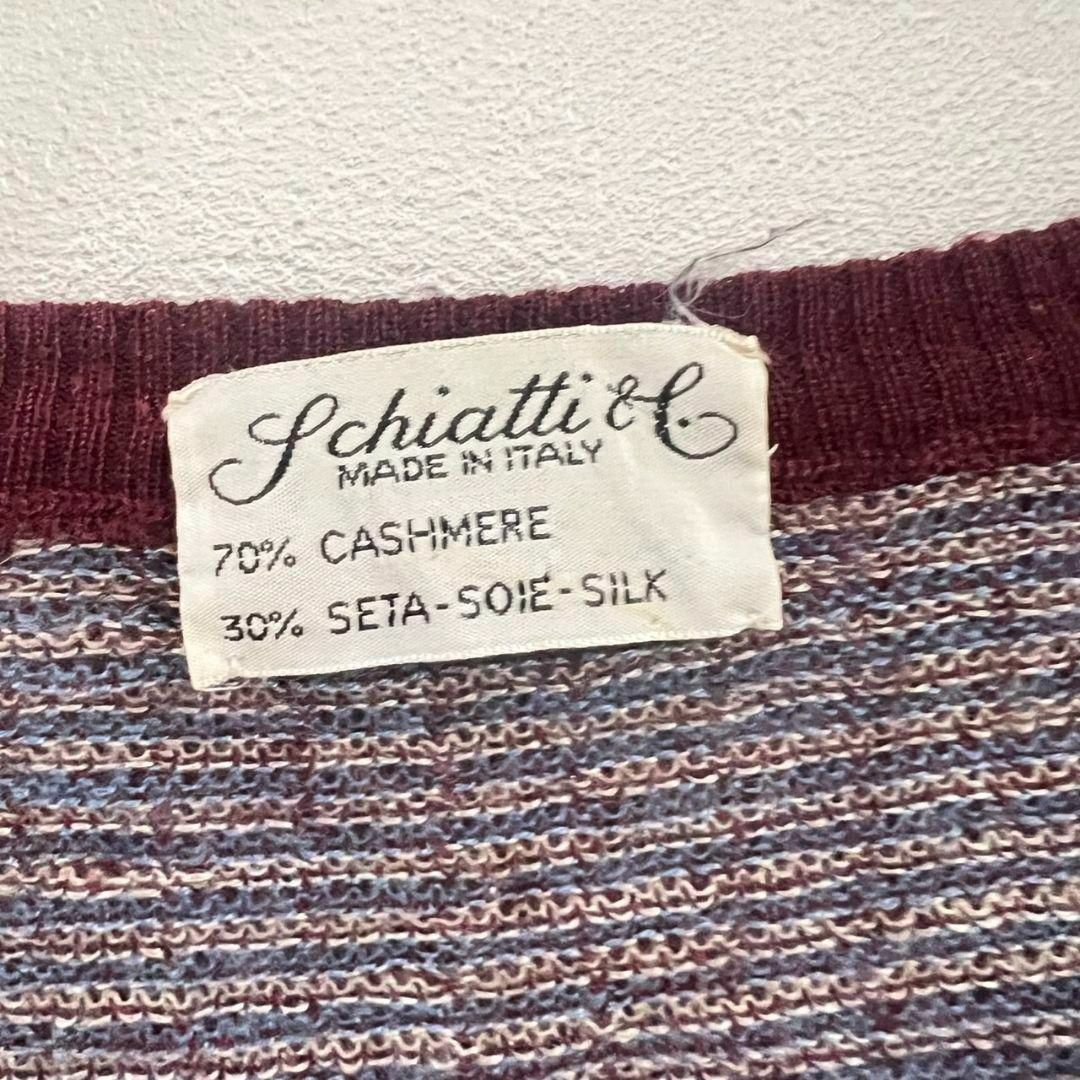 Schiatti & C.
MADE IN ITALY
70% CASHMERE
30% SETA-SOIE-SILK